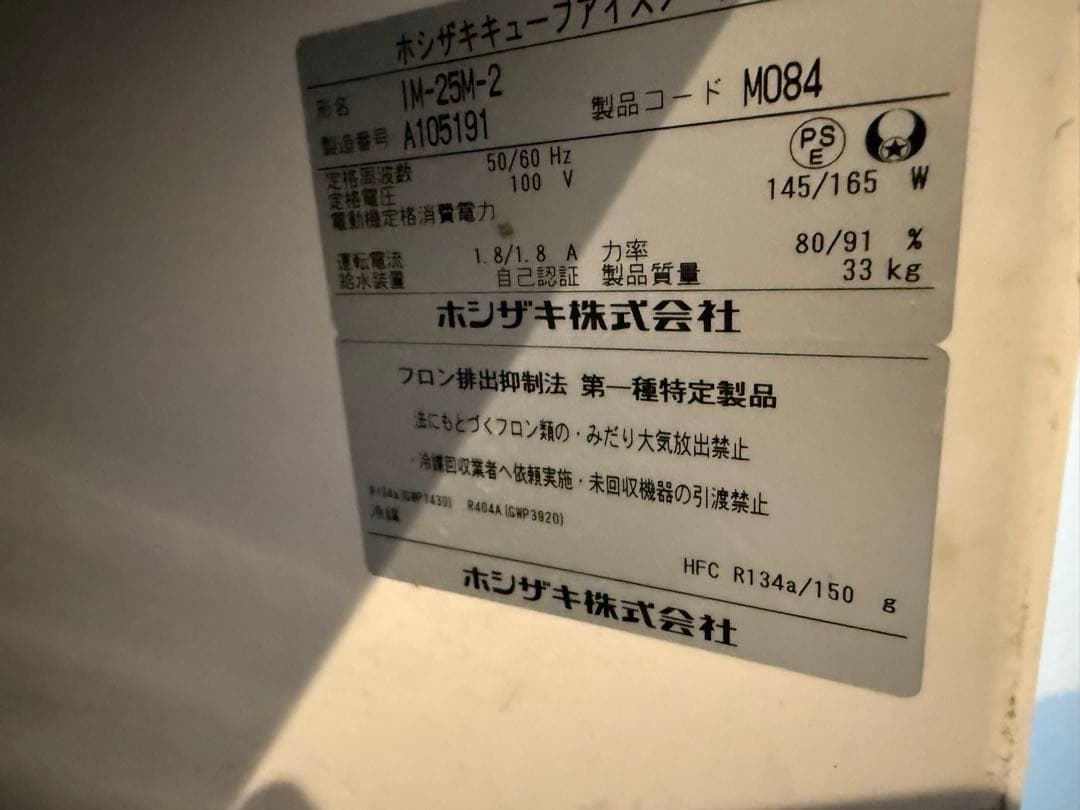 ホシザキキューブアイスメーカ
形名 IM-25M-2 製品コード M084
製造番号 A105191
PSE
定格周波数 50/60 Hz
定格電圧 100 V
電動機定格消費電力 145/165 W
運転電流 1.8/1.8 A 力率 80/91 %
給水装置 自己認証 製品質量 33 kg
ホシザキ株式会社
フロン排出抑制法 第一種特定製品
法にもとづくフロン類の・みだり大気放出禁止
・冷媒回収業者へ依頼実施・未回収機器の引渡禁止
R134a(GWP1430) R404A(GWP3920)
冷媒 HFC R134a/150 g
ホシザキ株式会社